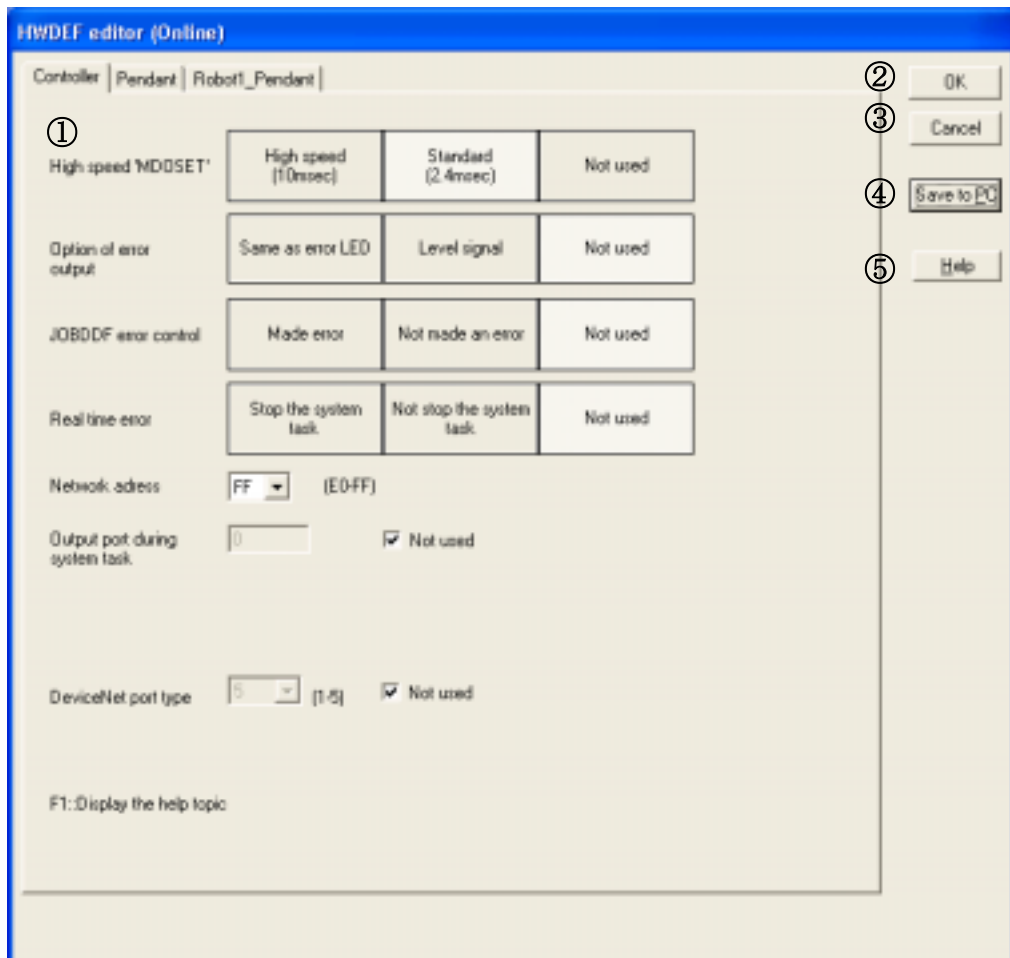 HWDEF editor (Online)
Controller Pendant Robot1_Pendant
② OK
③ Cancel
①
High speed 'MDOSET' High speed (10msec) Standard (2.4msec) Not used
④ Save to PC
Option of error output Same as error LED Level signal Not used
⑤ Help
JOBDDF error control Made error Not made an error Not used
Real time error Stop the system task Not stop the system task Not used
Network adress FF (E0-FF)
Output port during system task 0 Not used
DeviceNet port type 5 [1-5] Not used
F1::Display the help topic